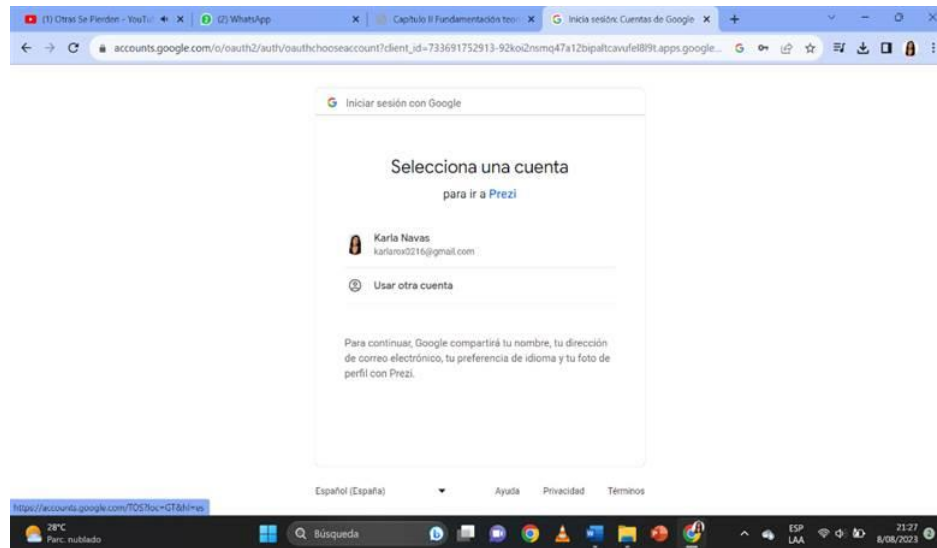 (1) Otras Se Pierden - YouTu
(2) WhatsApp
Capitulo II Fundamentación teor
Inicia sesión: Cuentas de Google
accounts.google.com/o/oauth2/auth/oauthchooseaccount?client_id=733691752913-92koi2nsmq47a12bipaltcavufel8l9t.apps.google...
Iniciar sesión con Google
Selecciona una cuenta
para ir a Prezi
Karla Navas
karlarox0216@gmail.com
Usar otra cuenta
Para continuar, Google compartirá tu nombre, tu dirección
de correo electrónico, tu preferencia de idioma y tu foto de
perfil con Prezi.
Español (España)
Ayuda
Privacidad
Términos
https://accounts.google.com/TOS?loc=GT&hl=es
28°C
Parc. nublado
Búsqueda
ESP
LAA
21:27
8/08/2023